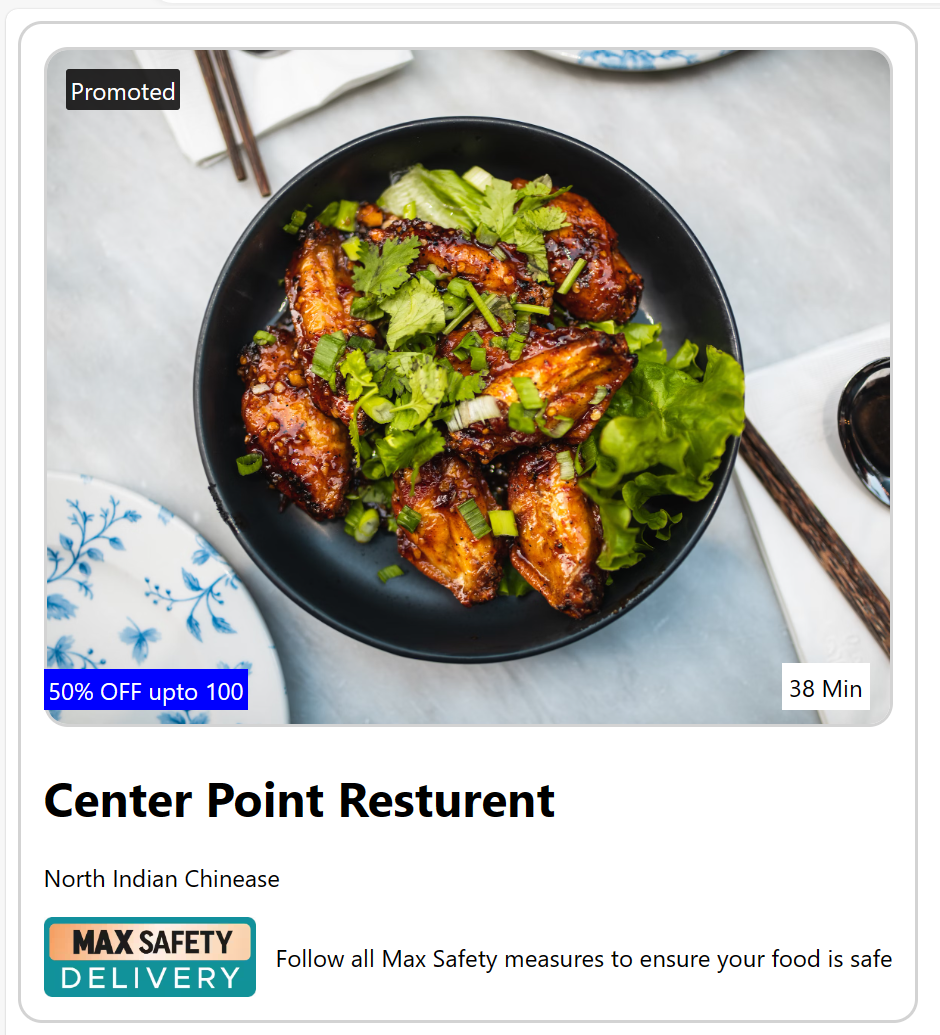 Promoted
50% OFF upto 100
38 Min
Center Point Resturent
North Indian Chinease
MAX SAFETY
DELIVERY
Follow all Max Safety measures to ensure your food is safe